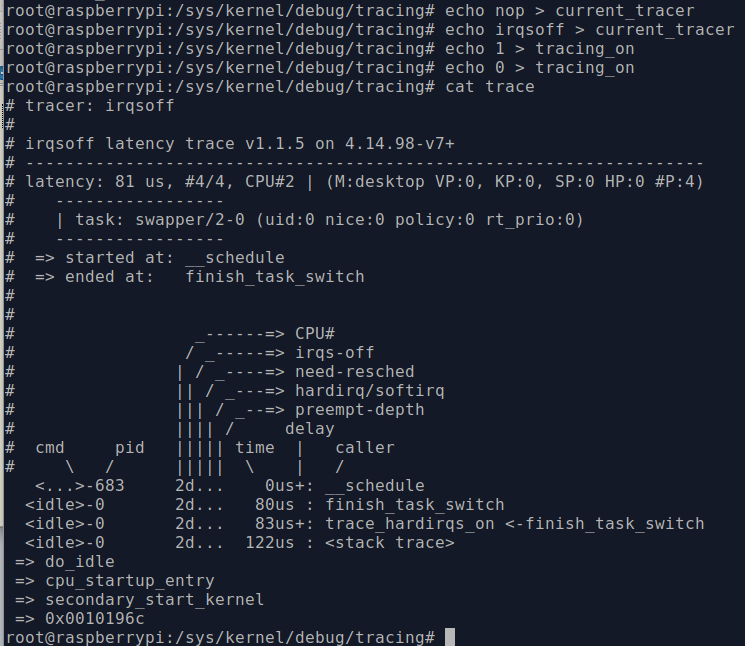 root@raspberrypi:/sys/kernel/debug/tracing# echo nop > current_tracer
root@raspberrypi:/sys/kernel/debug/tracing# echo irqsoff > current_tracer
root@raspberrypi:/sys/kernel/debug/tracing# echo 1 > tracing_on
root@raspberrypi:/sys/kernel/debug/tracing# echo 0 > tracing_on
root@raspberrypi:/sys/kernel/debug/tracing# cat trace
# tracer: irqsoff
#
# irqsoff latency trace v1.1.5 on 4.14.98-v7+
# --------------------------------------------------------------------
# latency: 81 us, #4/4, CPU#2 | (M:desktop VP:0, KP:0, SP:0 HP:0 #P:4)
#    -----------------
#    | task: swapper/2-0 (uid:0 nice:0 policy:0 rt_prio:0)
#    -----------------
#  => started at: __schedule
#  => ended at:   finish_task_switch
#
#
#                  _------=> CPU#
#                 / _-----=> irqs-off
#                | / _----=> need-resched
#                || / _---=> hardirq/softirq
#                ||| / _--=> preempt-depth
#                |||| /     delay
#  cmd     pid   ||||| time  |   caller
#     \   /      |||||  \    |   /
   <...>-683     2d...    0us+: __schedule
  <idle>-0       2d...   80us : finish_task_switch
  <idle>-0       2d...   83us+: trace_hardirqs_on <-finish_task_switch
  <idle>-0       2d...  122us : <stack trace>
 => do_idle
 => cpu_startup_entry
 => secondary_start_kernel
 => 0x0010196c
root@raspberrypi:/sys/kernel/debug/tracing#